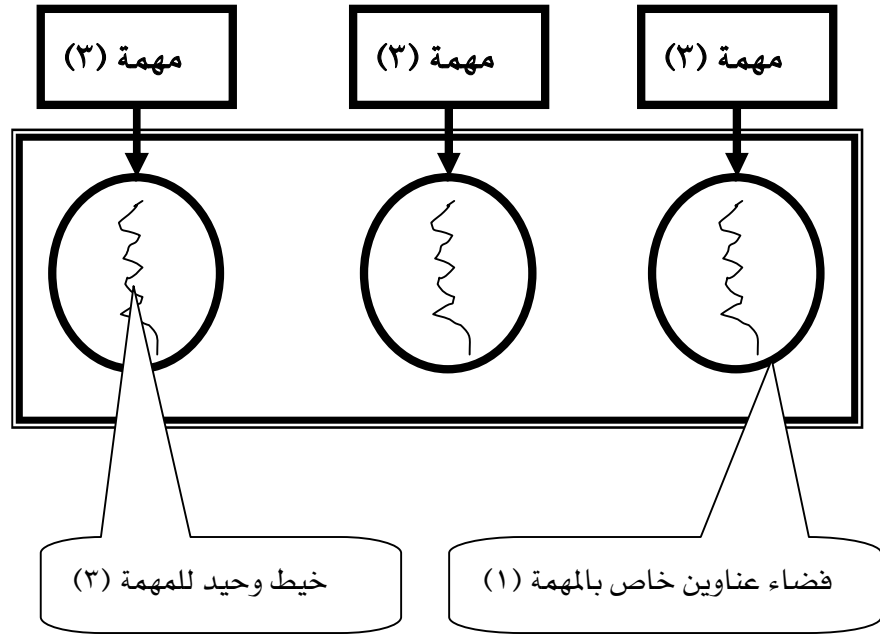 مهمة (٣)
مهمة (٣)
مهمة (٣)
فضاء عناوين خاص بالمهمة (١)
خيط وحيد للمهمة (٣)